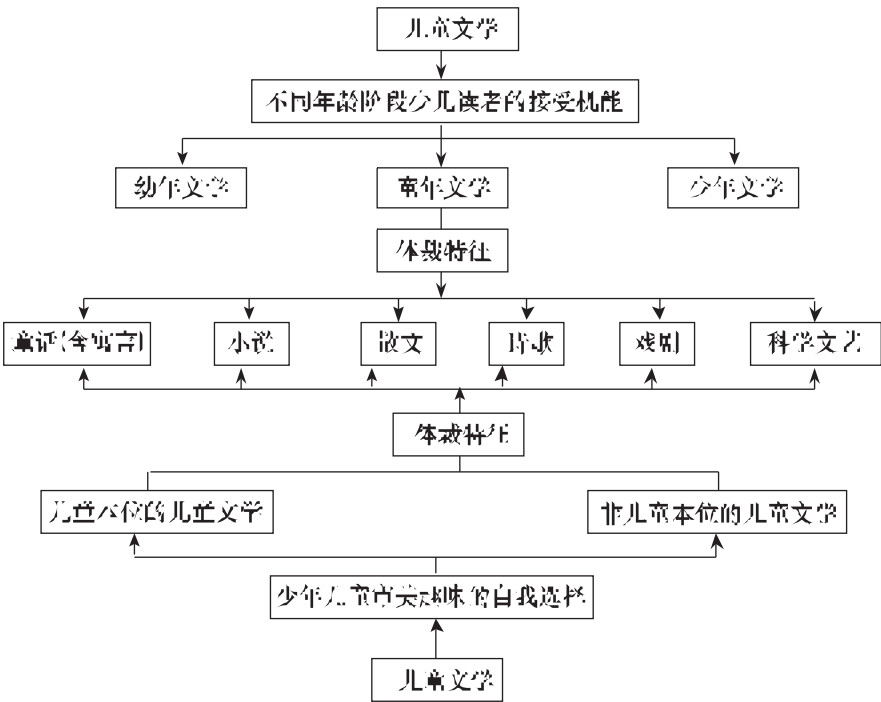 儿童文学
不同年龄阶段少儿读者的接受机能
幼年文学
童年文学
少年文学
体裁特征
童话(含寓言)
小说
散文
诗歌
戏剧
科学文艺
体裁特征
儿童本位的儿童文学
非儿童本位的儿童文学
少年儿童审美趣味的自我选择
儿童文学